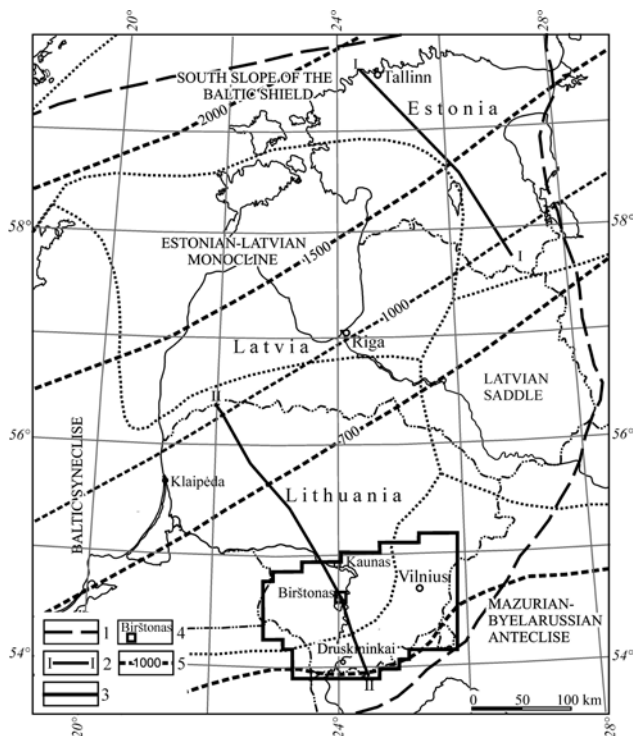 20°
24°
28°
I
Tallinn
SOUTH SLOPE OF THE
BALTIC SHIELD
Estonia
2000
58°
58°
ESTONIAN-LATVIAN
MONOCLINE
1500
I
1000
Riga
Latvia
LATVIAN
SADDLE
II
700
56°
56°
Klaipėda
BALTIC SYNECLISE
Lithuania
Kaunas
Vilnius
Birštonas
MAZURIAN-
BYELARUSSIAN
ANTECLISE
Druskininkai
II
54°
54°
1
Birštonas
4
I I
2
1000
5
3
0 50 100 km
20°
24°
28°